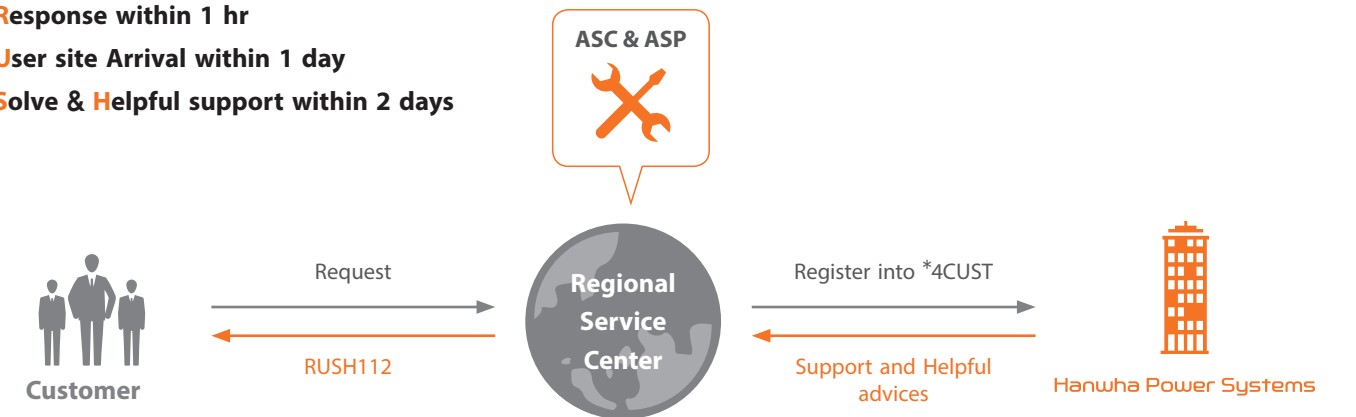 Response within 1 hr
User site Arrival within 1 day
Solve & Helpful support within 2 days
ASC & ASP
Request
RUSH112
Customer
Regional
Service
Center
Register into *4CUST
Support and Helpful
advices
Hanwha Power Systems